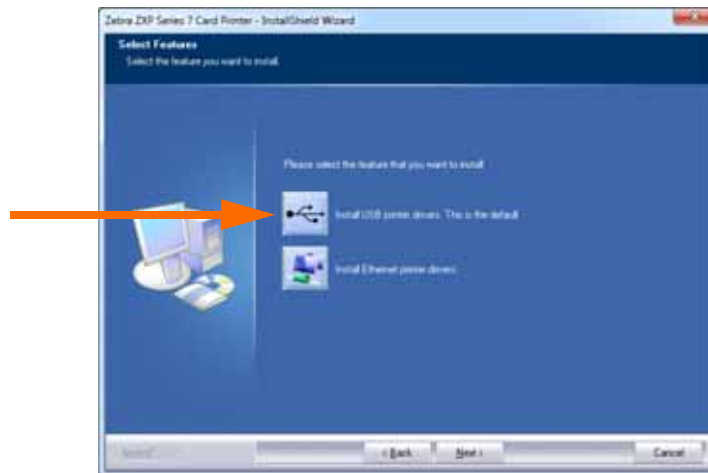 Zebra ZXP Series 7 Card Printer - InstallShield Wizard
Select Features
Select the feature you want to install.
Please select the feature that you want to install
Install USB printer drivers. This is the default
Install Ethernet printer drivers.
< Back
Next >
Cancel